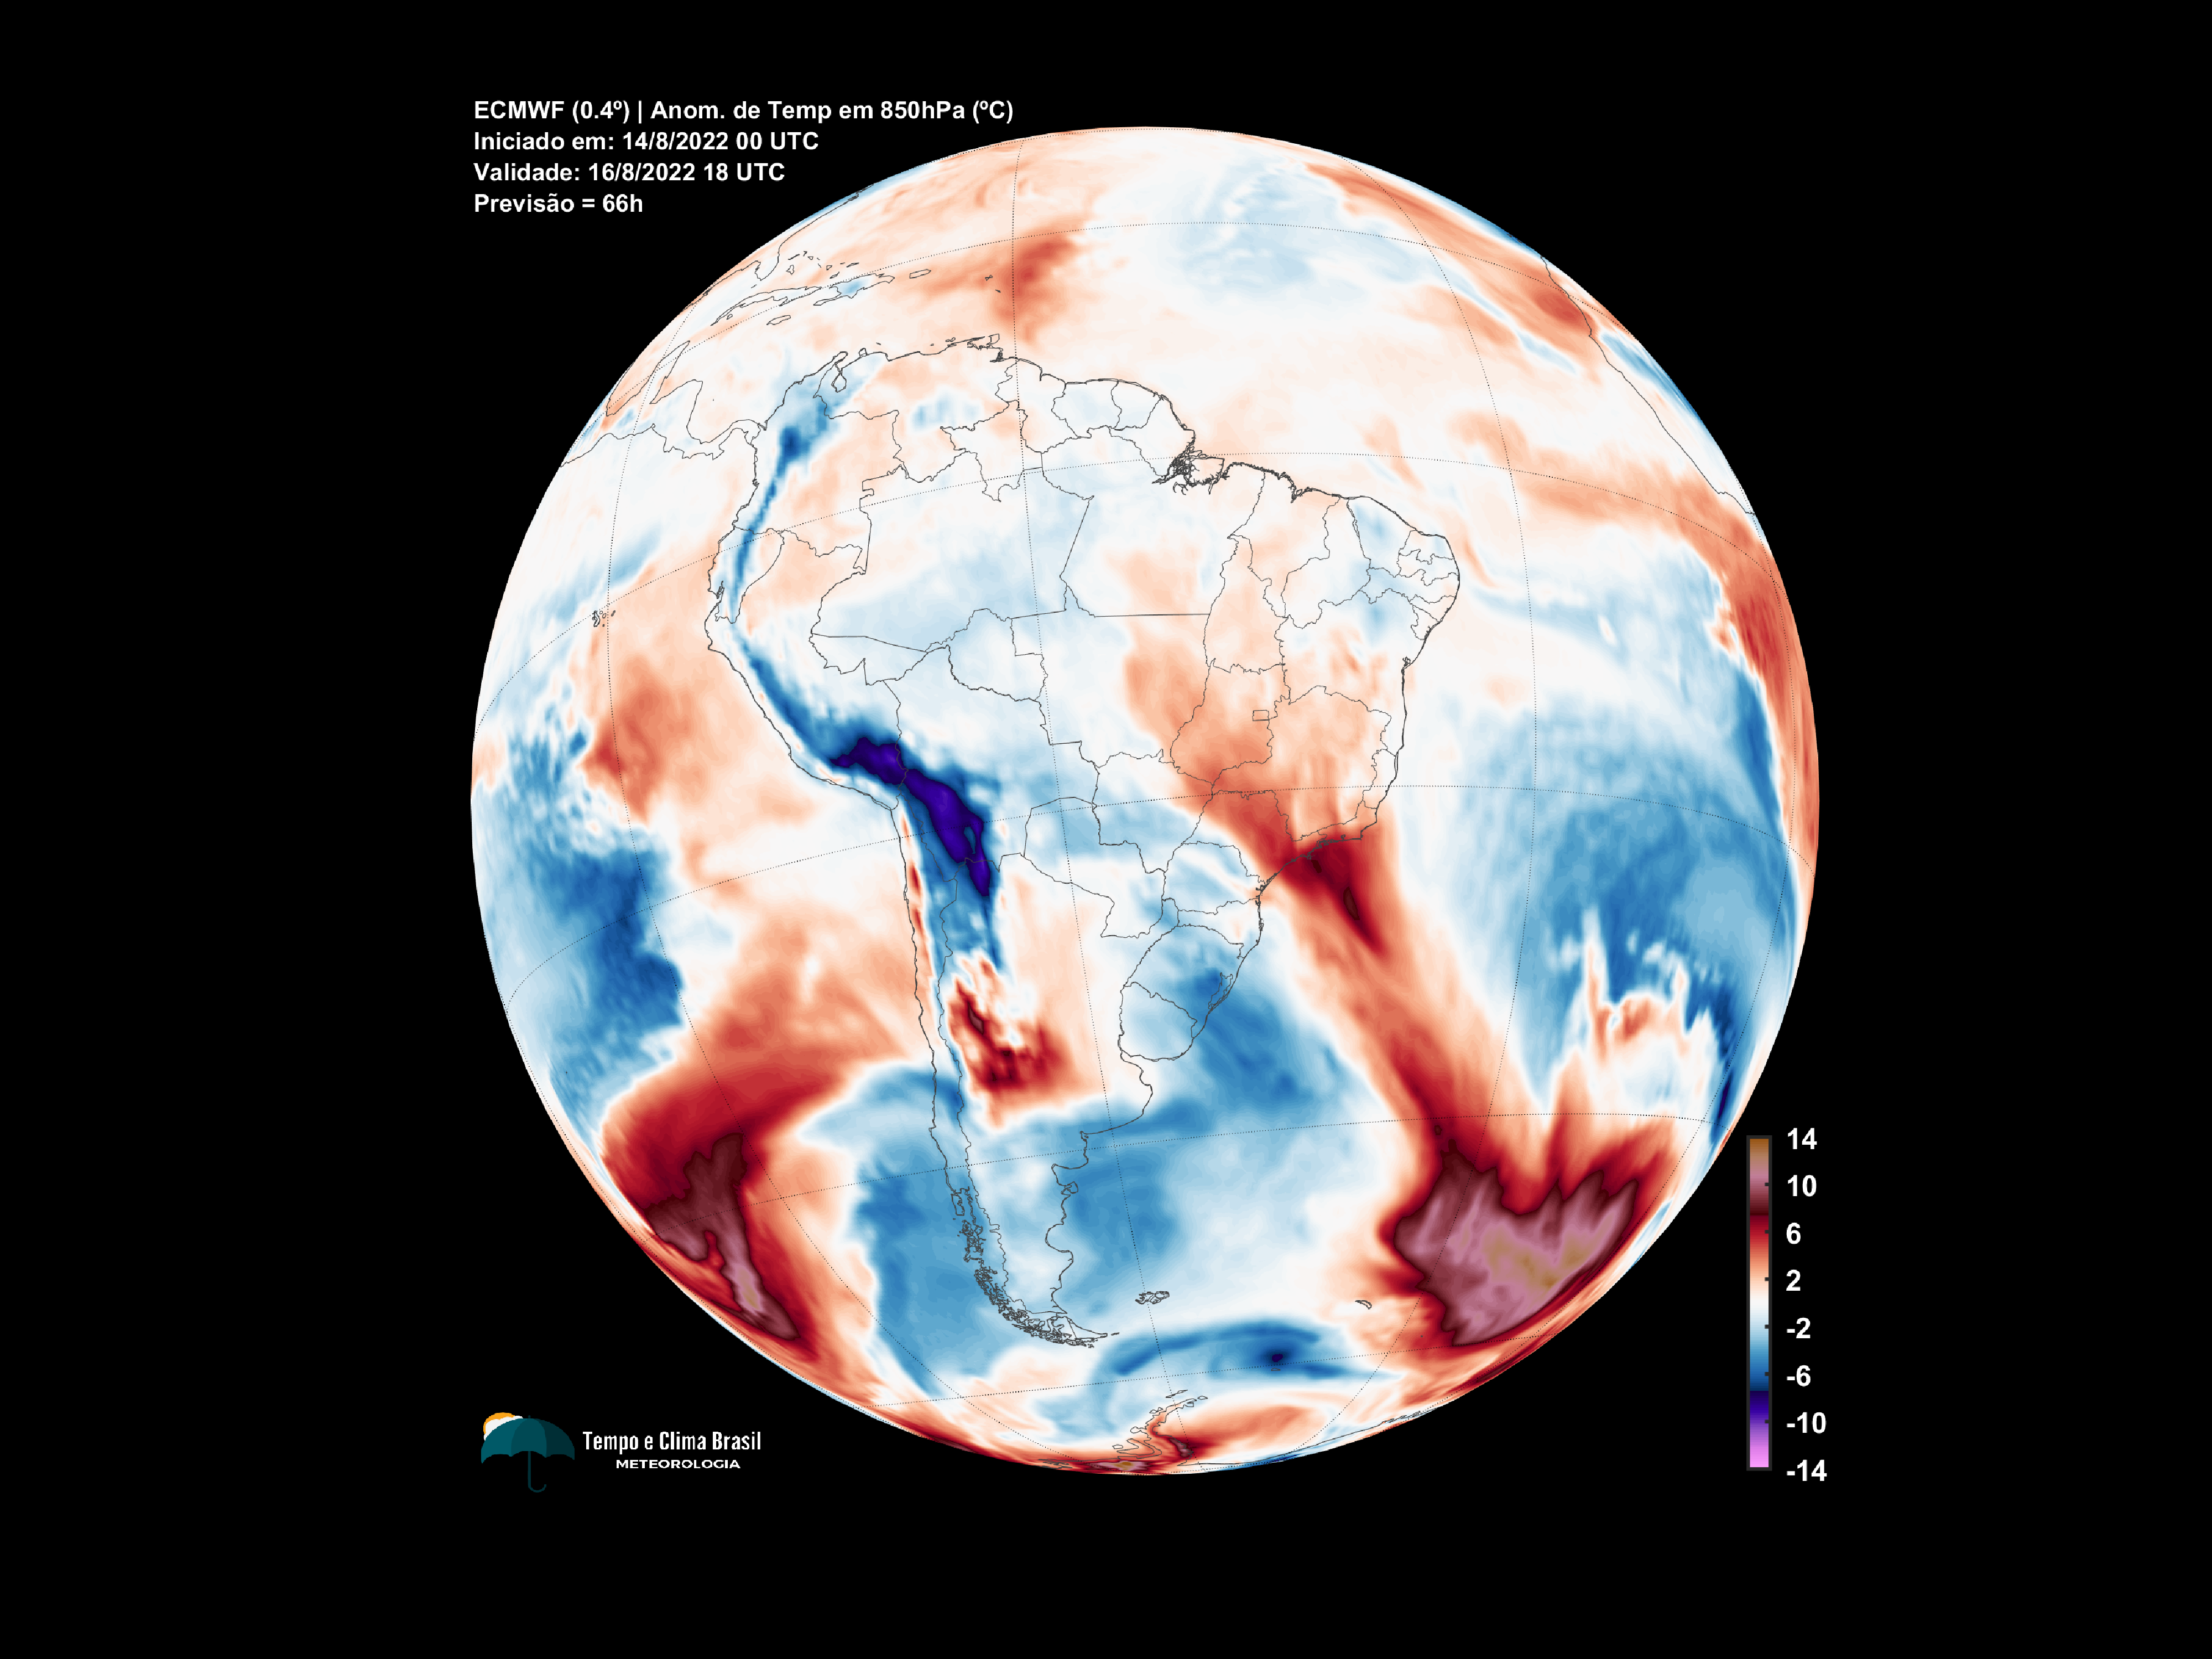 ECMWF (0.4º) | Anom. de Temp em 850hPa (ºC)
Iniciado em: 14/8/2022 00 UTC
Validade: 16/8/2022 18 UTC
Previsão = 66h
14
10
6
2
-2
-6
-10
-14
Tempo e Clima Brasil
METEOROLOGIA